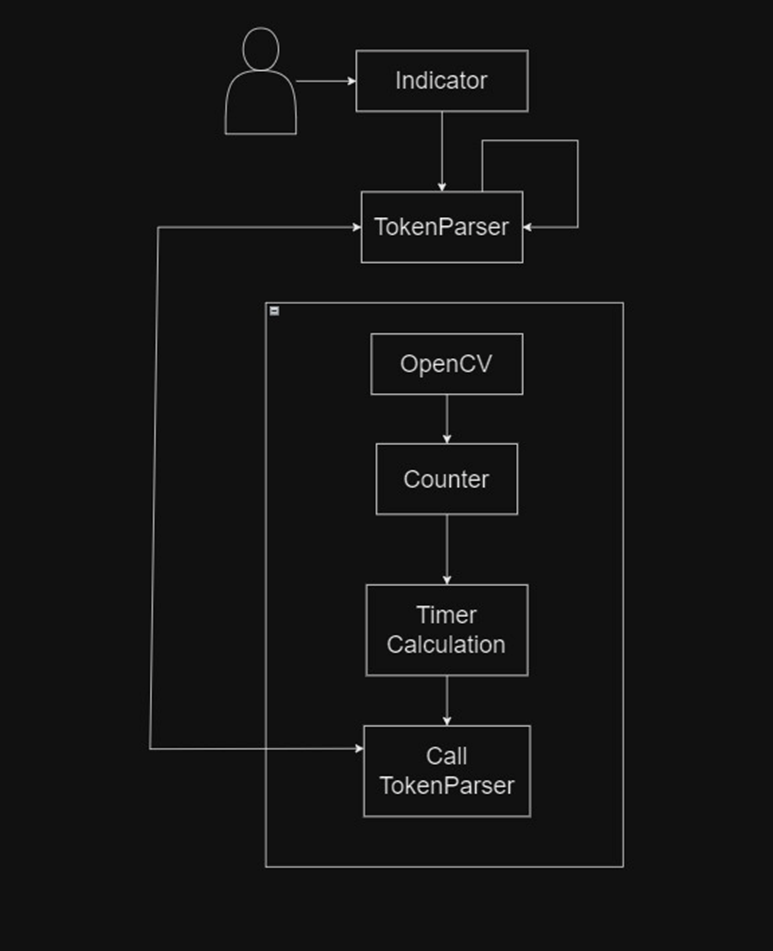 Indicator
TokenParser
OpenCV
Counter
Timer
Calculation
Call
TokenParser